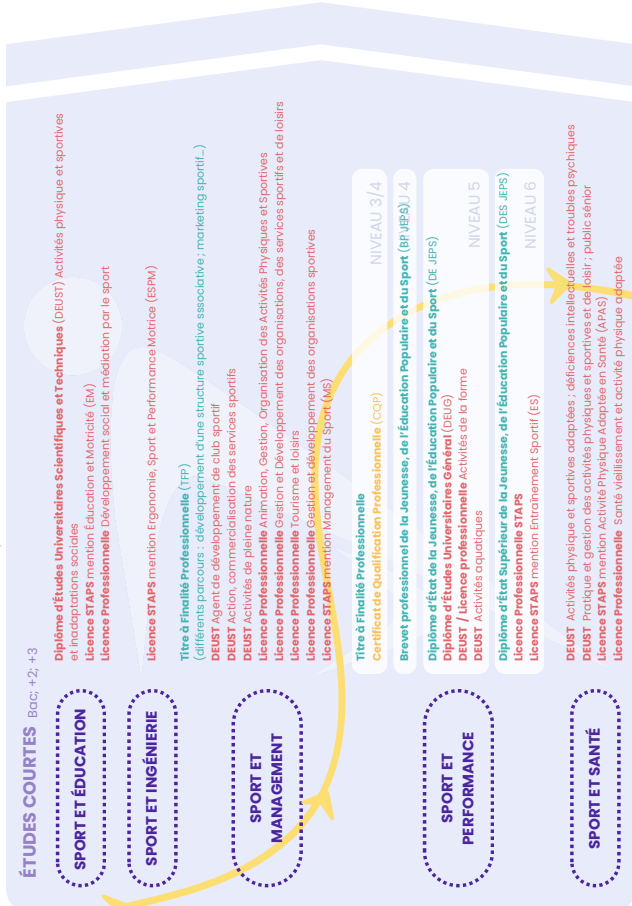 ÉTUDES COURTES Bac; +2; +3
SPORT ET ÉDUCATION
Diplôme d'Études Universitaires Scientifiques et Techniques (DEUST) Activités physique et sportives
et inadaptations sociales
Licence STAPS mention Éducation et Motricité (EM)
Licence Professionnelle Développement social et médiation par le sport
SPORT ET INGÉNIERIE
Licence STAPS mention Ergonomie, Sport et Performance Motrice (ESPM)
SPORT ET
MANAGEMENT
Titre à Finalité Professionnelle (TFP)
(différents parcours : développement d'une structure sportive sssociative ; marketing sportif...)
DEUST Agent de développement de club sportif
DEUST Action, commercialisation des services sportifs
DEUST Activités de pleine nature
Licence Professionnelle Animation, Gestion, Organisation des Activités Physiques et Sportives
Licence Professionnelle Gestion et Développement des organisations, des services sportifs et de loisirs
Licence Professionnelle Tourisme et loisirs
Licence Professionnelle Gestion et développement des organisations sportives
Licence STAPS mention Management du Sport (MS)
SPORT ET
PERFORMANCE
Titre à Finalité Professionnelle
Certificat de Qualification Professionnelle (CQP)
NIVEAU 3/4
Brevet professionnel de la Jeunesse, de l'Éducation Populaire et du Sport (BP JEPS)
NIVEAU 4
Diplôme d'État de la Jeunesse, de l'Éducation Populaire et du Sport (DE JEPS)
Diplôme d'Études Universitaires Général (DEUG)
DEUST / Licence professionnelle Activités de la forme
DEUST Activités aquatiques
NIVEAU 5
Diplôme d'État Supérieur de la Jeunesse, de l'Éducation Populaire et du Sport (DES JEPS)
Licence Professionnelle STAPS
Licence STAPS mention Entraînement Sportif (ES)
NIVEAU 6
SPORT ET SANTÉ
DEUST Activités physique et sportives adaptées ; déficiences intellectuelles et troubles psychiques
DEUST Pratique et gestion des activités physiques et sportives et de loisir ; public sénior
Licence STAPS mention Activité Physique Adaptée en Santé (APAS)
Licence Professionnelle Santé vieillissement et activité physique adaptée